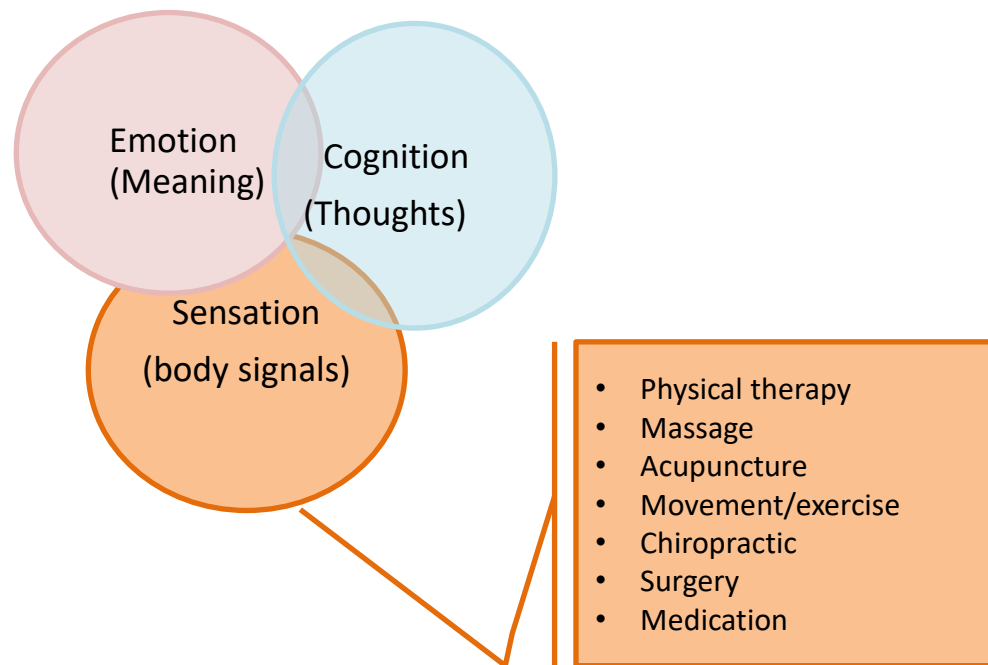 Emotion
(Meaning)
Cognition
(Thoughts)
Sensation
(body signals)
• Physical therapy
• Massage
• Acupuncture
• Movement/exercise
• Chiropractic
• Surgery
• Medication